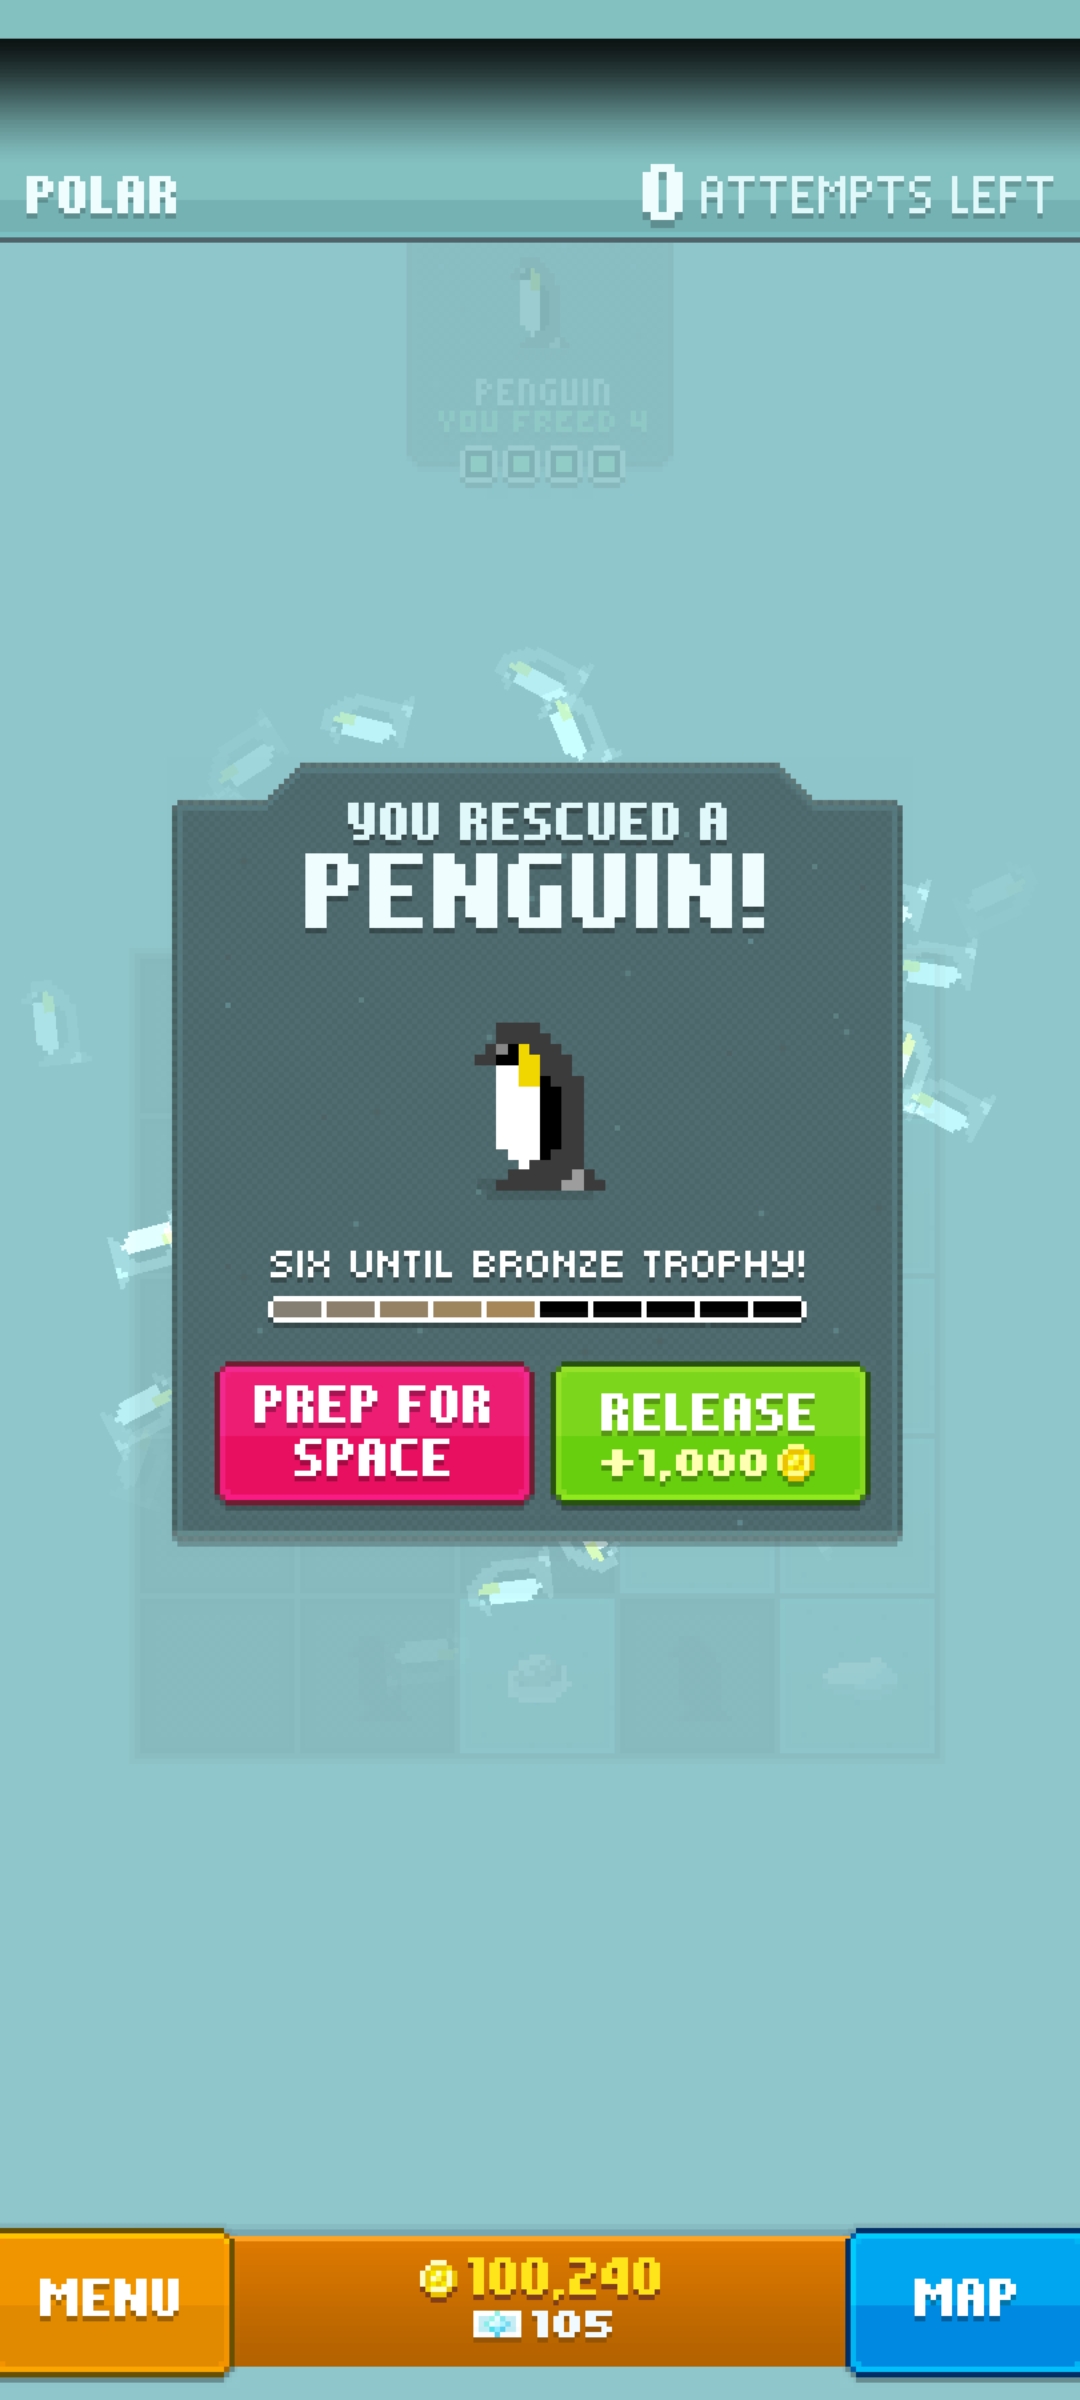 POLAR
0 ATTEMPTS LEFT
PENGUIN
YOU FREED 4
YOU RESCUED A
PENGUIN!
SIX UNTIL BRONZE TROPHY!
PREP FOR
SPACE
RELEASE
+1,000
MENU
100,240
105
MAP